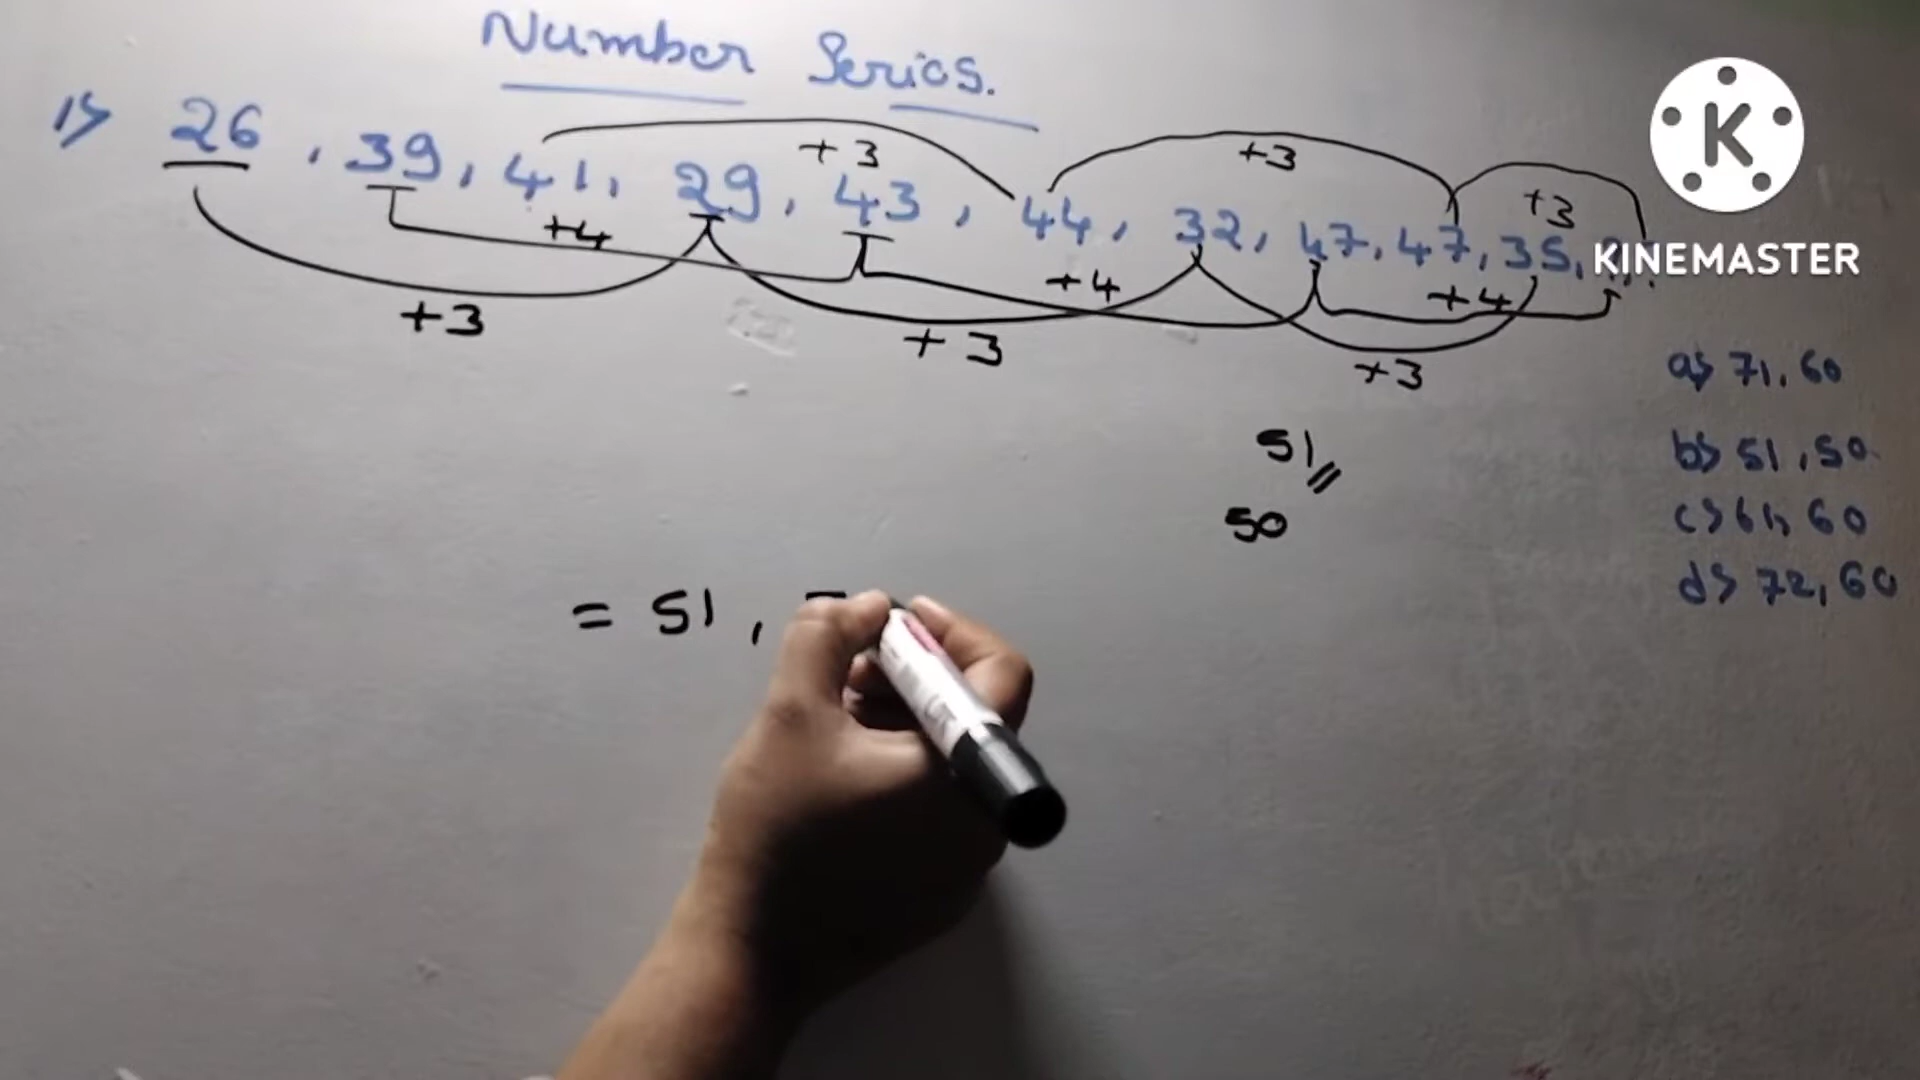 Number Series.
1) 26, 39, 41, 29, 43, 44, 32, 47, 47, 35,
+3 +3 +3
+4 +4 +4
+3 +3 +3
K
KINEMASTER
a) 71, 60
b) 51, 50
c) 61, 60
d) 72, 60
51
50
= 51,